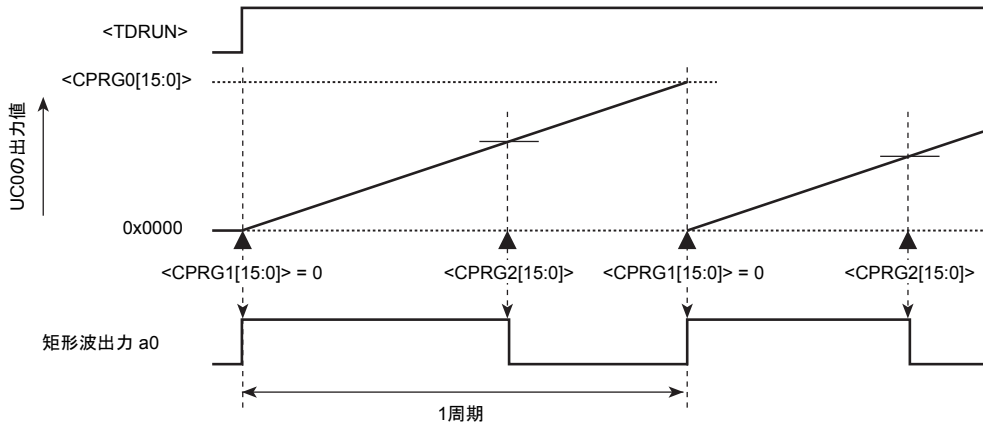 <TDRUN>
<CPRG0[15:0]>
UC0の出力値
0x0000
<CPRG1[15:0]> = 0
<CPRG2[15:0]>
<CPRG1[15:0]> = 0
<CPRG2[15:0]>
矩形波出力 a0
1周期